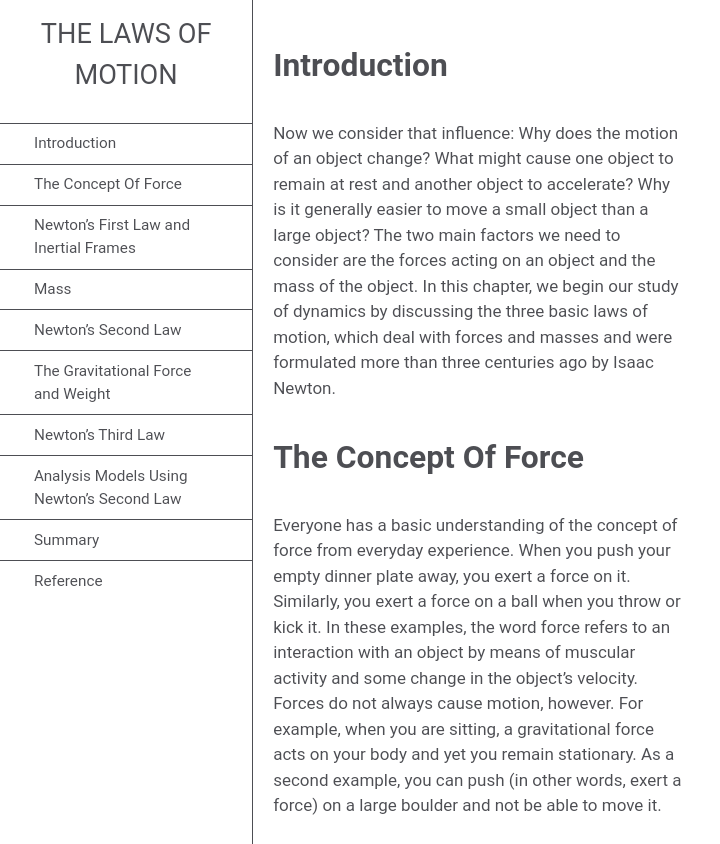 THE LAWS OF
MOTION
Introduction
The Concept Of Force
Newton’s First Law and
Inertial Frames
Mass
Newton’s Second Law
The Gravitational Force
and Weight
Newton’s Third Law
Analysis Models Using
Newton’s Second Law
Summary
Reference
Introduction
Now we consider that influence: Why does the motion
of an object change? What might cause one object to
remain at rest and another object to accelerate? Why
is it generally easier to move a small object than a
large object? The two main factors we need to
consider are the forces acting on an object and the
mass of the object. In this chapter, we begin our study
of dynamics by discussing the three basic laws of
motion, which deal with forces and masses and were
formulated more than three centuries ago by Isaac
Newton.
The Concept Of Force
Everyone has a basic understanding of the concept of
force from everyday experience. When you push your
empty dinner plate away, you exert a force on it.
Similarly, you exert a force on a ball when you throw or
kick it. In these examples, the word force refers to an
interaction with an object by means of muscular
activity and some change in the object’s velocity.
Forces do not always cause motion, however. For
example, when you are sitting, a gravitational force
acts on your body and yet you remain stationary. As a
second example, you can push (in other words, exert a
force) on a large boulder and not be able to move it.